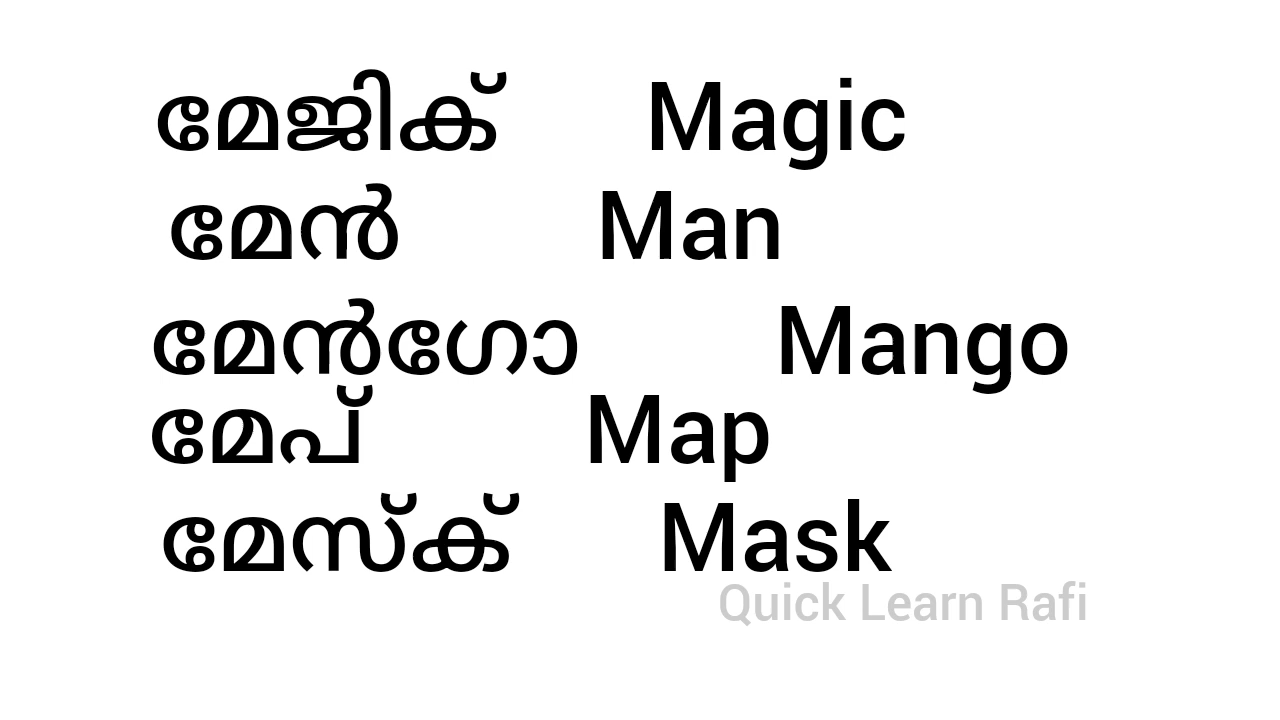 മേജിക് Magic
മേൻ Man
മേൻഗോ Mango
മേപ് Map
മേസ്ക് Mask
Quick Learn Rafi